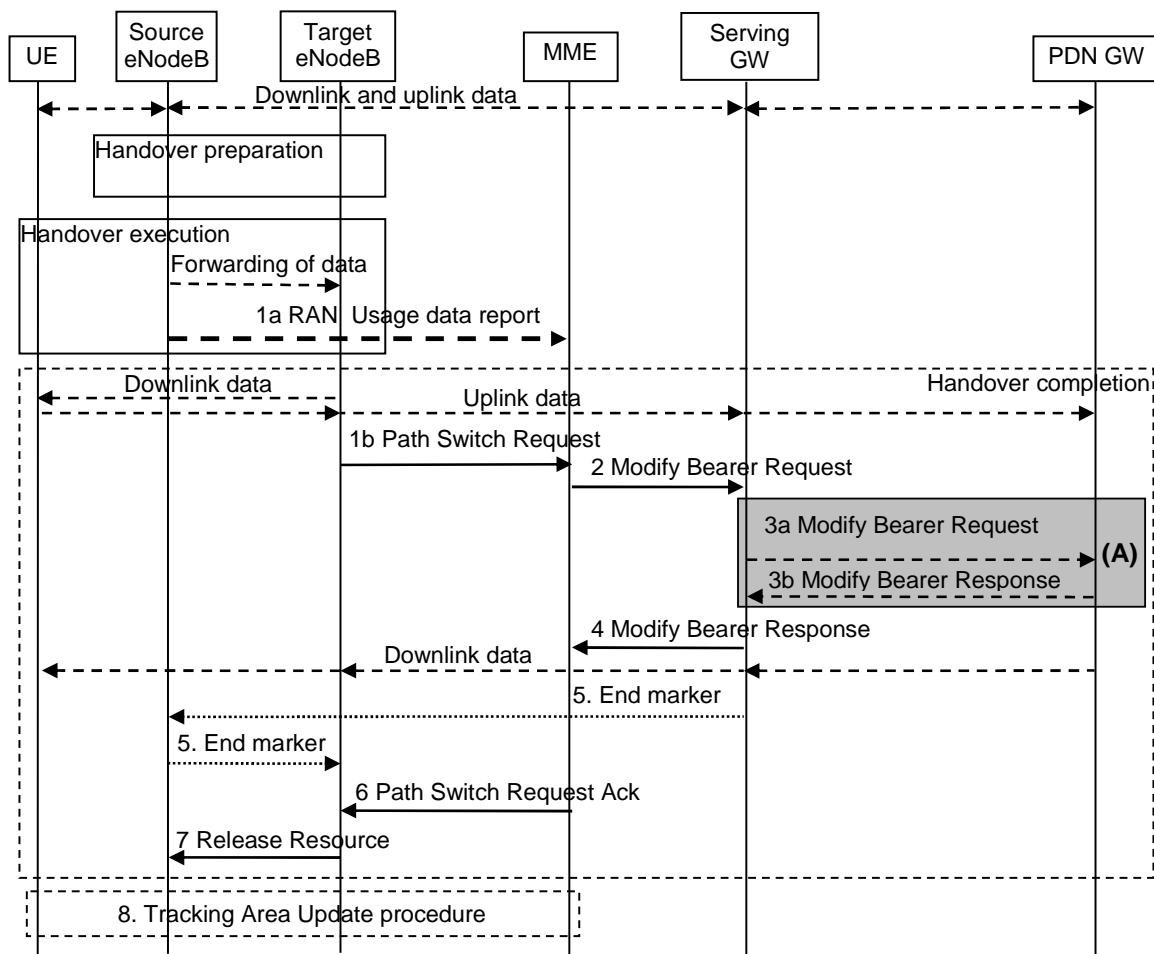 UE
Source
eNodeB
Target
eNodeB
MME
Serving
GW
PDN GW
Downlink and uplink data
Handover preparation
Handover execution
Forwarding of data
1a RAN Usage data report
Downlink data
Handover completion
Uplink data
1b Path Switch Request
2 Modify Bearer Request
3a Modify Bearer Request
(A)
3b Modify Bearer Response
4 Modify Bearer Response
Downlink data
5. End marker
5. End marker
6 Path Switch Request Ack
7 Release Resource
8. Tracking Area Update procedure